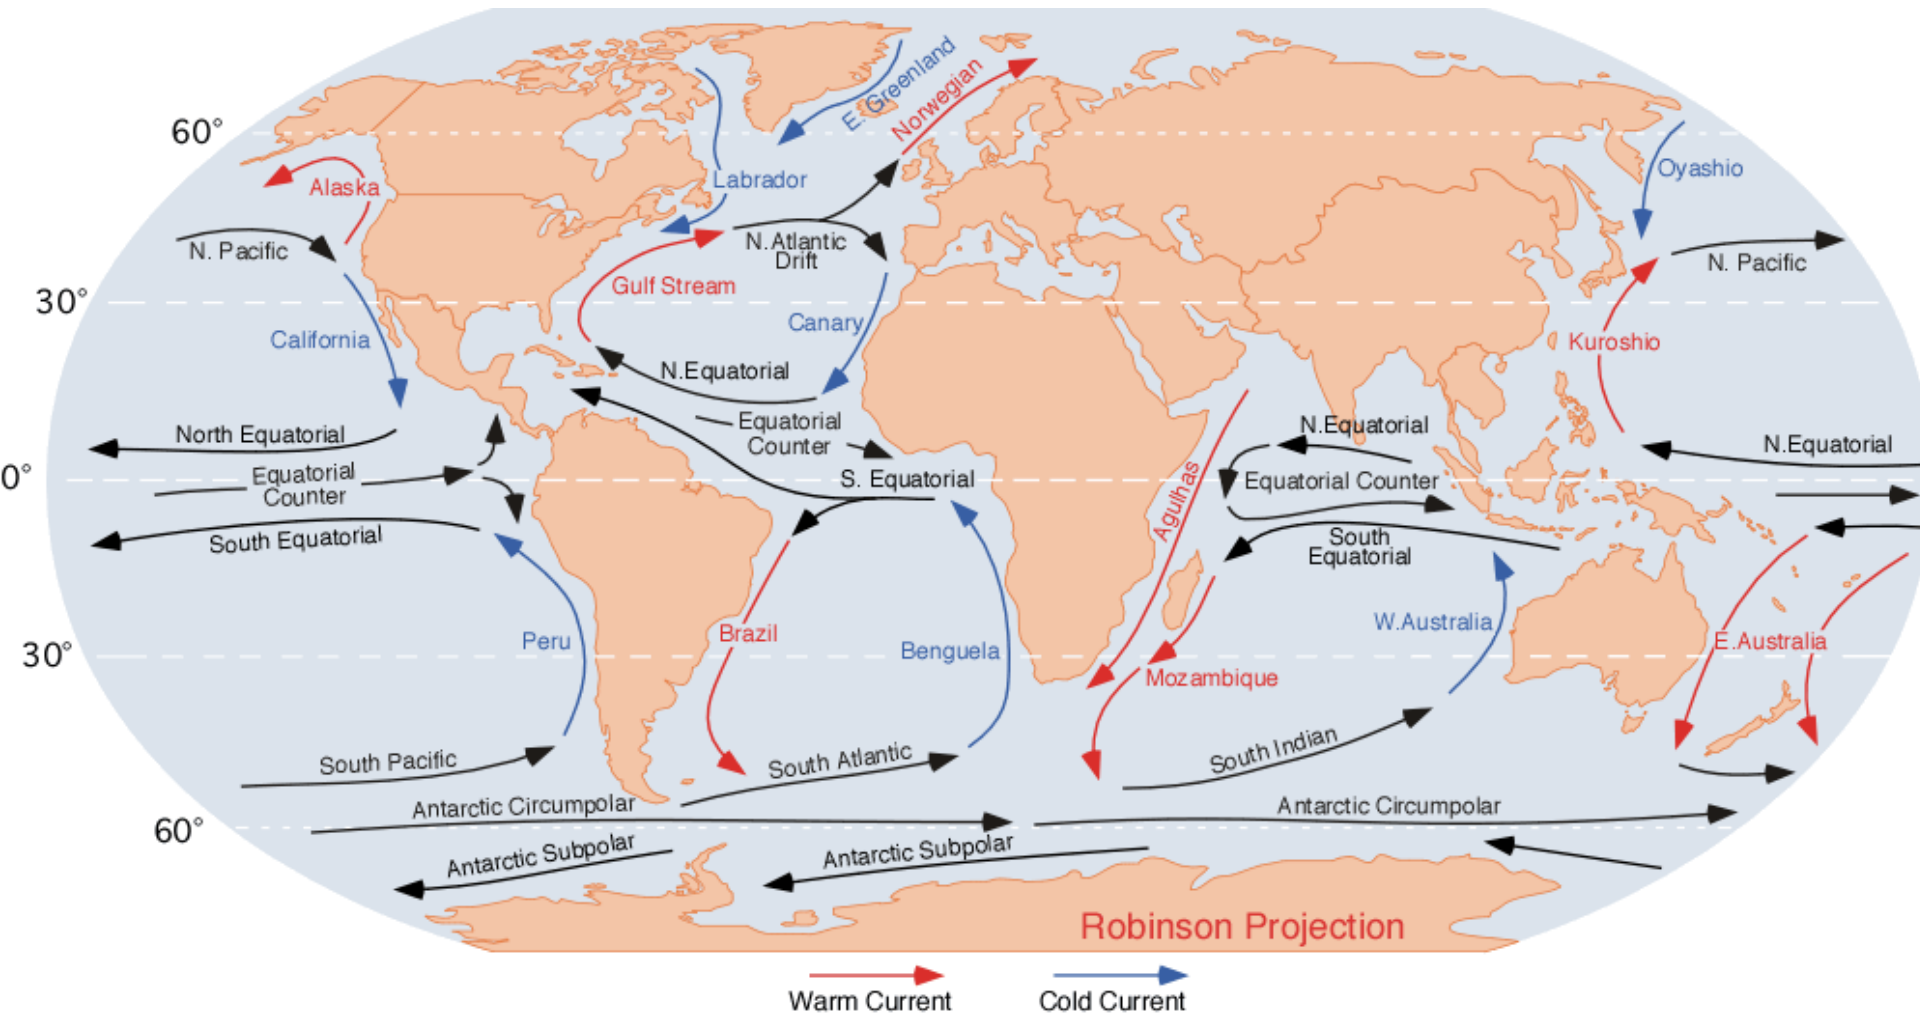 E. Greenland
Norwegian
60°
Labrador
Oyashio
Alaska
N. Pacific
N.Atlantic
Drift
N. Pacific
Gulf Stream
30°
Canary
California
Kuroshio
N.Equatorial
Equatorial
Counter
North Equatorial
N.Equatorial
N.Equatorial
Equatorial
Counter
0°
S. Equatorial
Equatorial Counter
Agulhas
South Equatorial
South
Equatorial
Peru
Brazil
Benguela
W.Australia
E.Australia
30°
Mozambique
South Pacific
South Atlantic
South Indian
Antarctic Circumpolar
Antarctic Circumpolar
60°
Antarctic Subpolar
Antarctic Subpolar
Robinson Projection
Warm Current
Cold Current